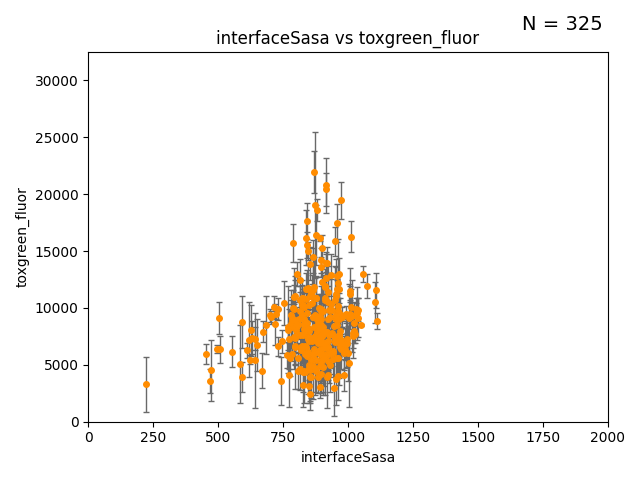 N = 325
interfaceSasa vs toxgreen_fluor
30000
25000
20000
15000
10000
5000
0
toxgreen_fluor
0 250 500 750 1000 1250 1500 1750 2000
interfaceSasa